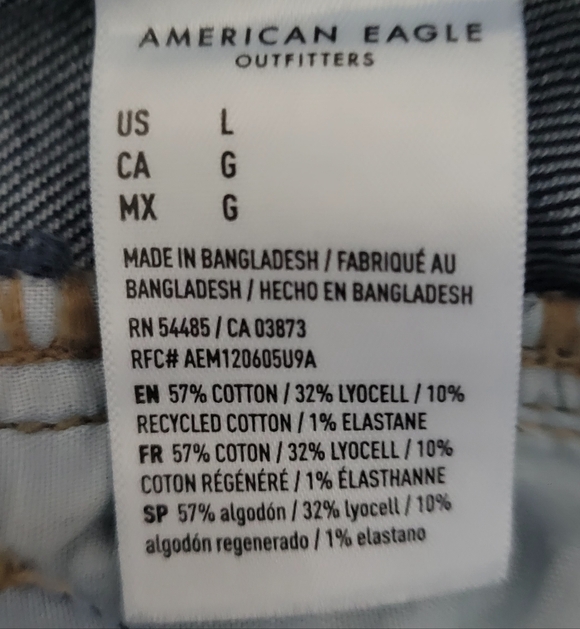 AMERICAN EAGLE
OUTFITTERS
US L
CA G
MX G
MADE IN BANGLADESH / FABRIQUÉ AU
BANGLADESH / HECHO EN BANGLADESH
RN 54485 / CA 03873
RFC# AEM120605U9A
EN 57% COTTON / 32% LYOCELL / 10%
RECYCLED COTTON / 1% ELASTANE
FR 57% COTON / 32% LYOCELL / 10%
COTON RÉGÉNÉRÉ / 1% ÉLASTHANNE
SP 57% algodón / 32% lyocell / 10%
algodón regenerado / 1% elastano